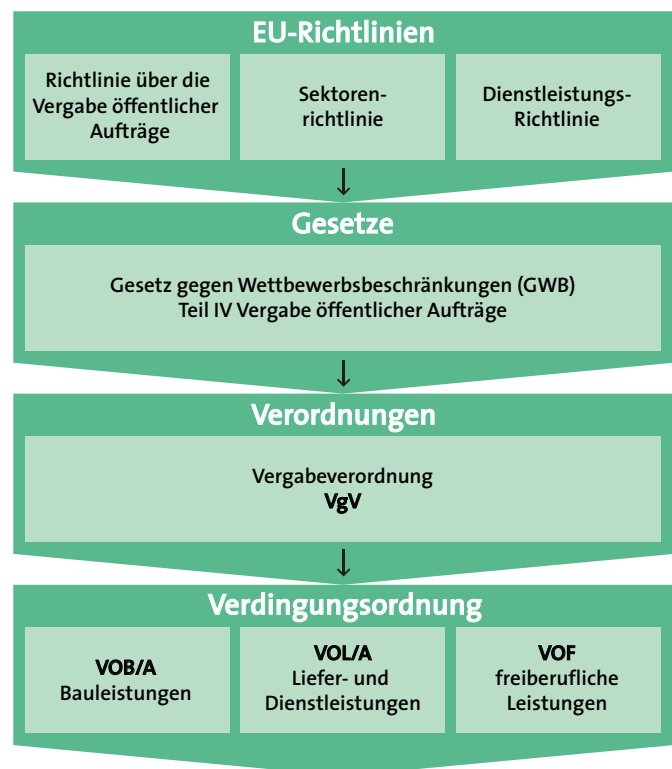 EU-Richtlinien
Richtlinie über die
Vergabe öffentlicher
Aufträge
Sektoren-
richtlinie
Dienstleistungs-
Richtlinie
Gesetze
Gesetz gegen Wettbewerbsbeschränkungen (GWB)
Teil IV Vergabe öffentlicher Aufträge
Verordnungen
Vergabeverordnung
VgV
Verdingungsordnung
VOB/A
Bauleistungen
VOL/A
Liefer- und
Dienstleistungen
VOF
freiberufliche
Leistungen